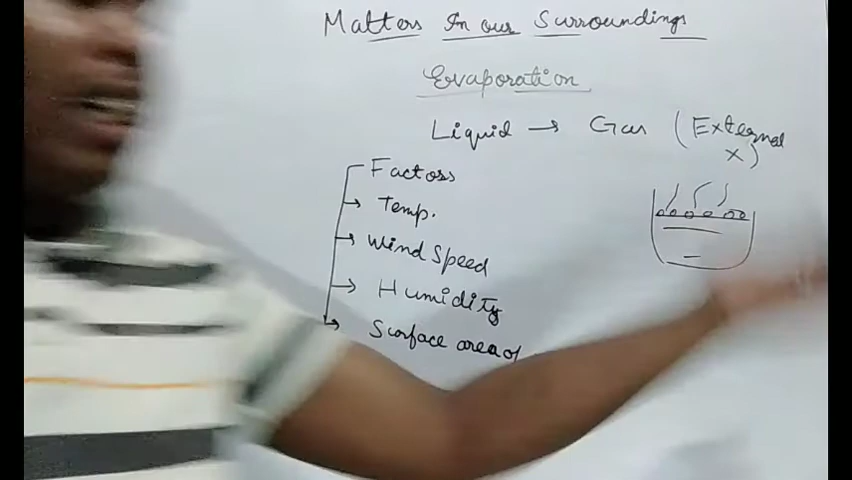 Matters In our Surroundings
Evaporation
Liquid → Gas (External
×)
Factors
Temp.
Wind Speed
Humidity
Surface area of